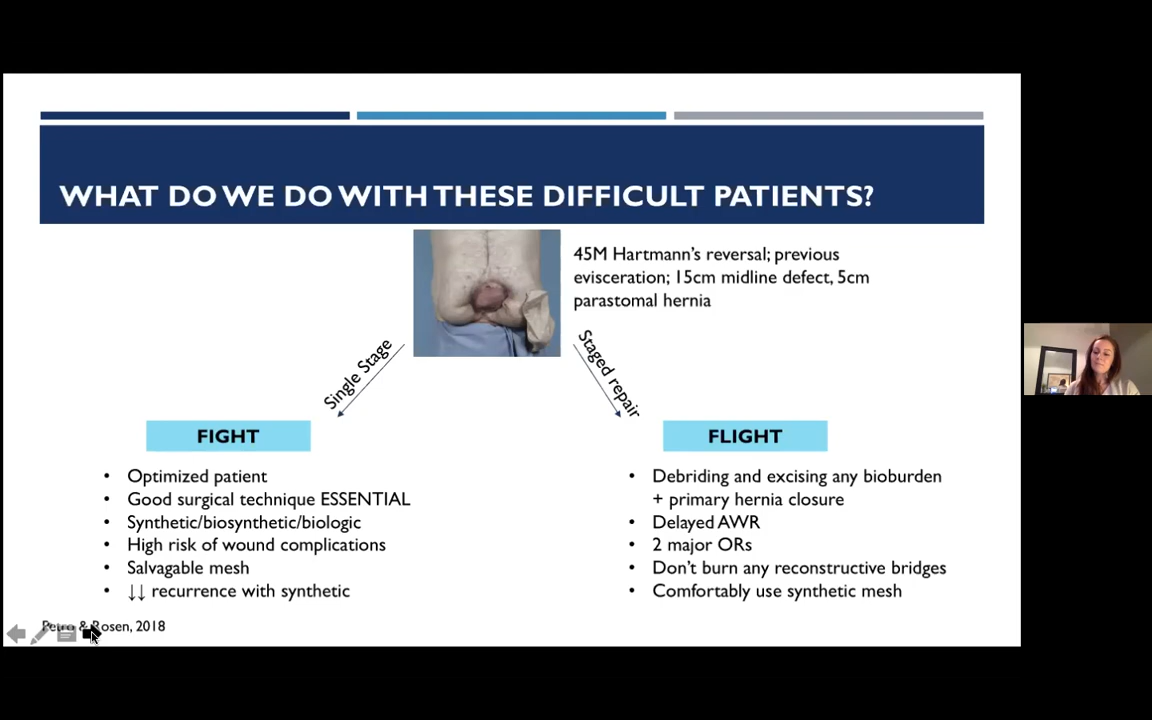 WHAT DO WE DO WITH THESE DIFFICULT PATIENTS?
45M Hartmann's reversal; previous
evisceration; 15cm midline defect, 5cm
parastomal hernia
Single Stage
Staged repair
FIGHT
• Optimized patient
• Good surgical technique ESSENTIAL
• Synthetic/biosynthetic/biologic
• High risk of wound complications
• Salvagable mesh
• ↓↓ recurrence with synthetic
FLIGHT
• Debriding and excising any bioburden
+ primary hernia closure
• Delayed AWR
• 2 major ORs
• Don't burn any reconstructive bridges
• Comfortably use synthetic mesh
& Rosen, 2018